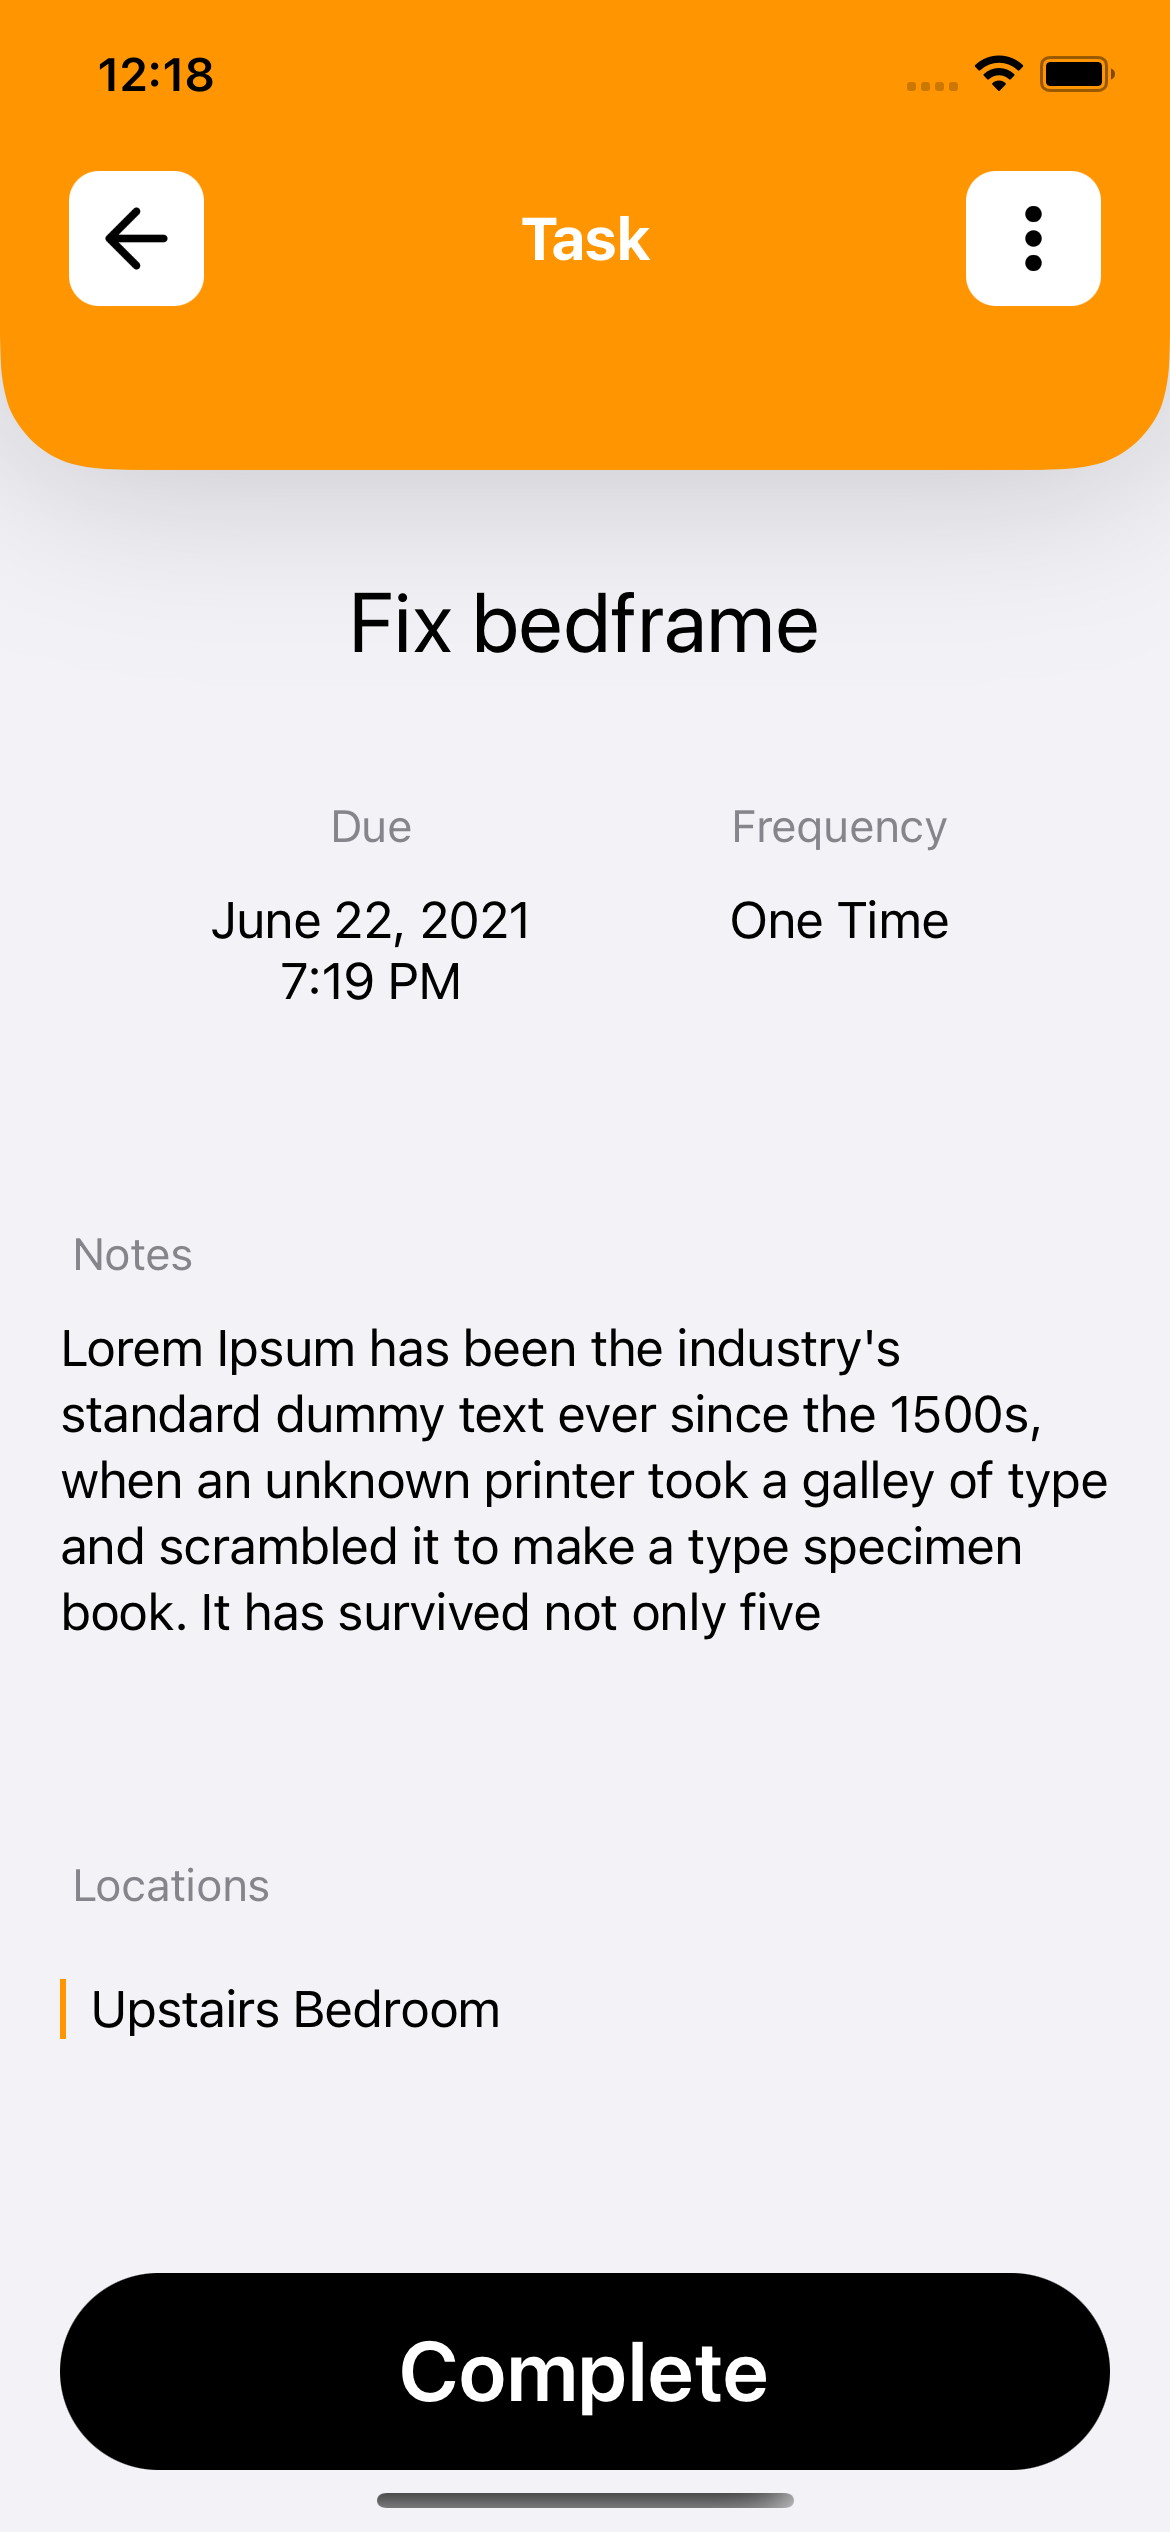 12:18
Task
Fix bedframe
Due
Frequency
June 22, 2021
7:19 PM
One Time
Notes
Lorem Ipsum has been the industry's
standard dummy text ever since the 1500s,
when an unknown printer took a galley of type
and scrambled it to make a type specimen
book. It has survived not only five
Locations
Upstairs Bedroom
Complete